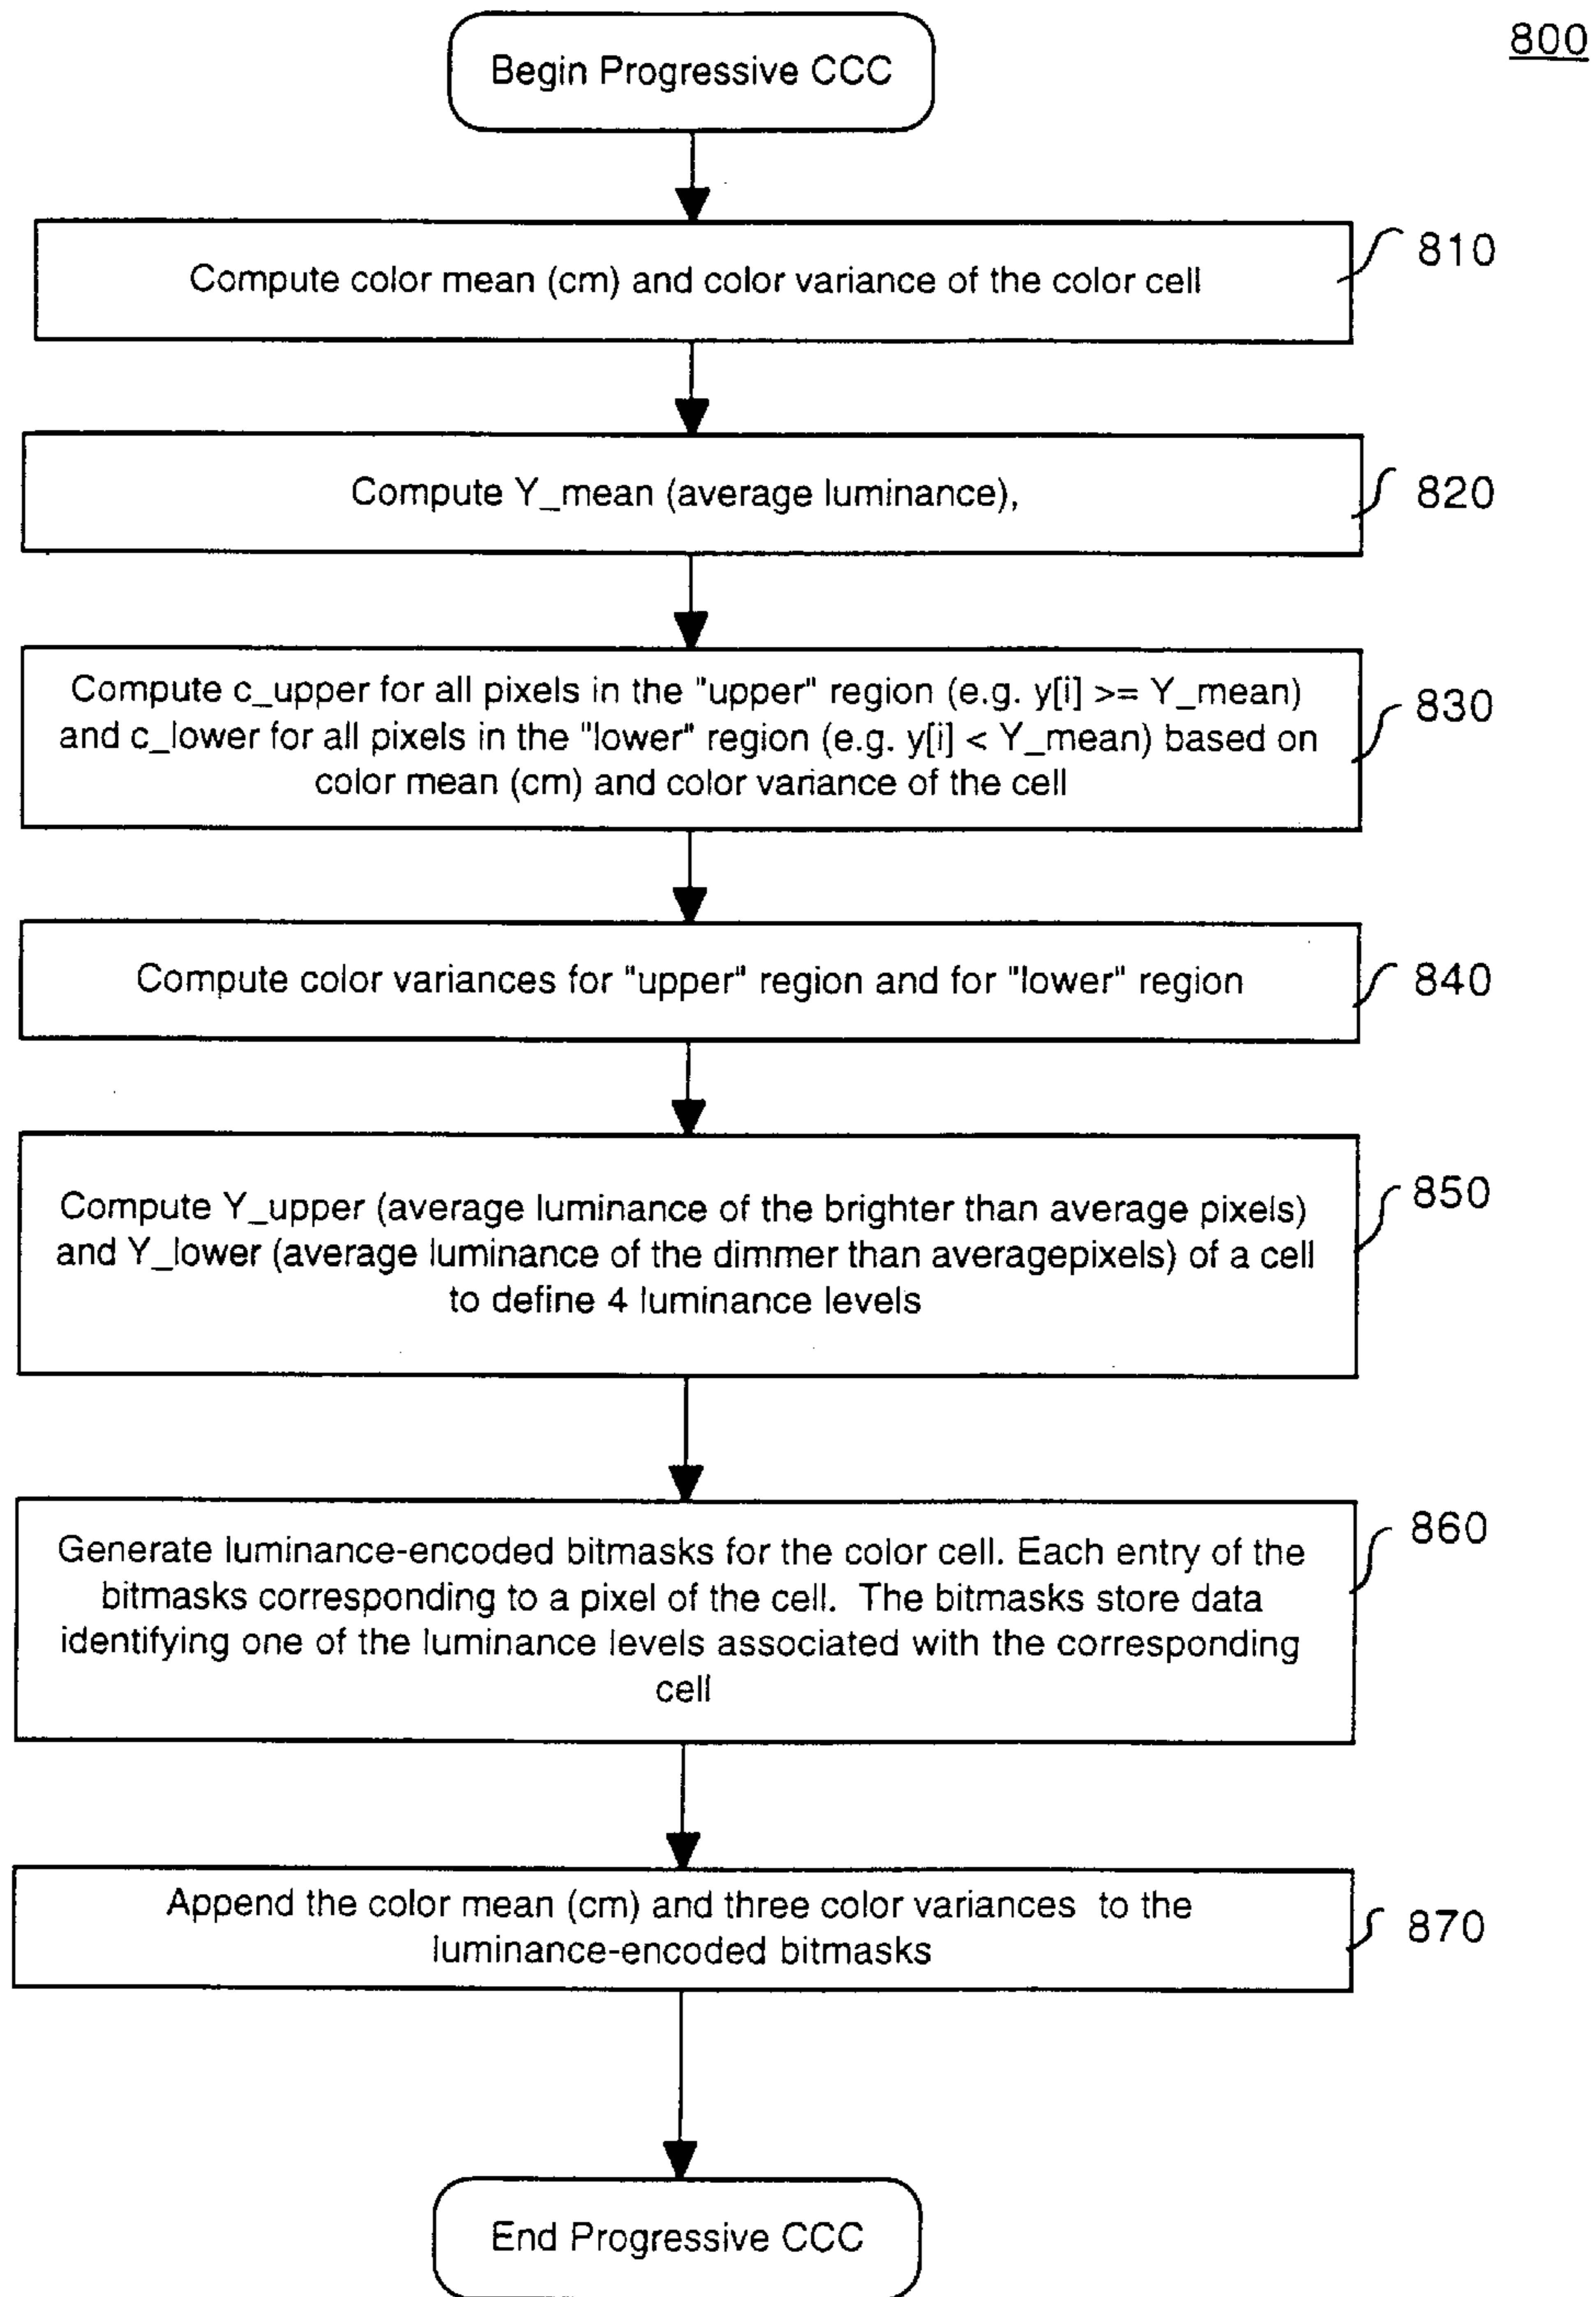 800
Begin Progressive CCC
Compute color mean (cm) and color variance of the color cell
810
Compute Y_mean (average luminance),
820
Compute c_upper for all pixels in the "upper" region (e.g. y[i] >= Y_mean)
and c_lower for all pixels in the "lower" region (e.g. y[i] < Y_mean) based on
color mean (cm) and color variance of the cell
830
Compute color variances for "upper" region and for "lower" region
840
Compute Y_upper (average luminance of the brighter than average pixels)
and Y_lower (average luminance of the dimmer than averagepixels) of a cell
to define 4 luminance levels
850
Generate luminance-encoded bitmasks for the color cell. Each entry of the
bitmasks corresponding to a pixel of the cell. The bitmasks store data
identifying one of the luminance levels associated with the corresponding
cell
860
Append the color mean (cm) and three color variances to the
luminance-encoded bitmasks
870
End Progressive CCC